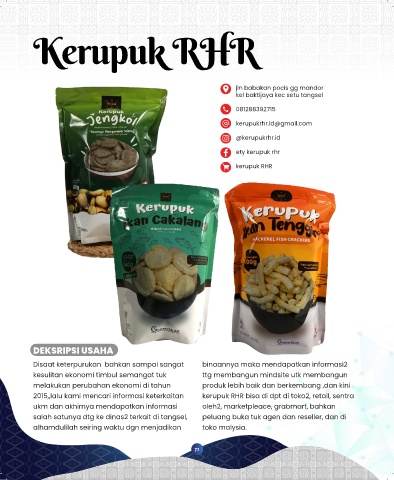 Kerupuk RHR
jln babakan pocis gg mandor
kel baktijaya kec setu tangsel
081288392715
kerupukrhr.id@gmail.com
@kerupukrhr.id
ety kerupuk rhr
kerupuk RHR
Kerupuk
Jengkol
Kerupuk
Ikan Cakalang
Kerupuk
Ikan Tenggiri
MACKEREL FISH CRACKERS
DEKSRIPSI USAHA
Disaat keterpurukan bahkan sampai sangat
kesulitan ekonomi timbul semangat tuk
melakukan perubahan ekonomi di tahun
2015,,lalu kami mencari informasi keterkaitan
ukm dan akhirnya mendapatkan informasi
salah satunya dtg ke dinas2 terkait di tangsel,
alhamdulilah seiring waktu dgn menjadikan
binaannya maka mendapatkan informasi2
ttg membangun mindsite utk membangun
produk lebih baik dan berkembang ,dan kini
kerupuk RHR bisa di dpt di toko2, retail, sentra
oleh2, marketpleace, grabmart, bahkan
peluang buka tuk agen dan reseller, dan di
toko malysia.
77